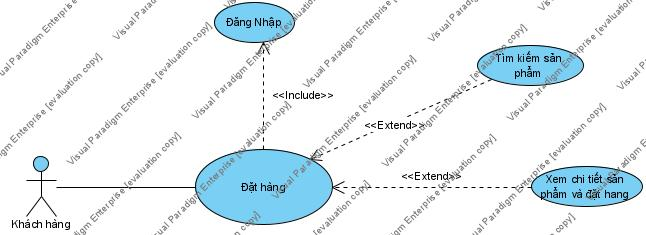 Đăng Nhập
Tìm kiếm sản
phẩm
<<Include>>
<<Extend>>
<<Extend>>
Đặt hàng
Xem chi tiết sản
phẩm và đặt hang
Khách hàng
Visual Paradigm Enterprise [evaluation copy]